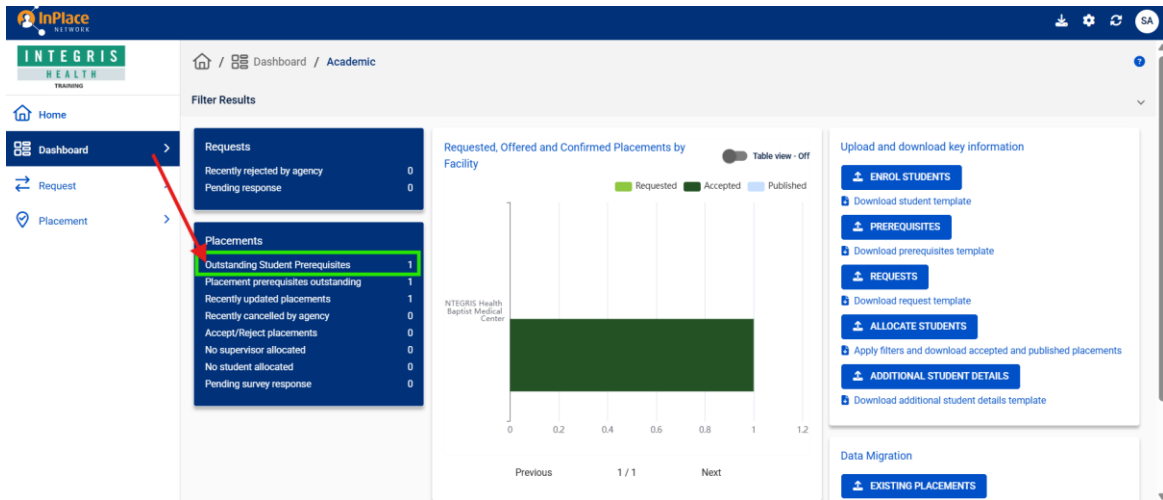 InPlace
NETWORK
SA
INTEGRIS
HEALTH
TRAINING
Home
Dashboard
Request
Placement
/ Dashboard / Academic
?
Filter Results
Requests
Recently rejected by agency 0
Pending response 0
Placements
Outstanding Student Prerequisites 1
Placement prerequisites outstanding 1
Recently updated placements 1
Recently cancelled by agency 0
Accept/Reject placements 0
No supervisor allocated 0
No student allocated 0
Pending survey response 0
Requested, Offered and Confirmed Placements by
Facility
Table view - Off
Requested Accepted Published
NTEGRIS Health
Baptist Medical
Center
0 0.2 0.4 0.6 0.8 1 1.2
Previous 1 / 1 Next
Upload and download key information
ENROL STUDENTS
Download student template
PREREQUISITES
Download prerequisites template
REQUESTS
Download request template
ALLOCATE STUDENTS
Apply filters and download accepted and published placements
ADDITIONAL STUDENT DETAILS
Download additional student details template
Data Migration
EXISTING PLACEMENTS